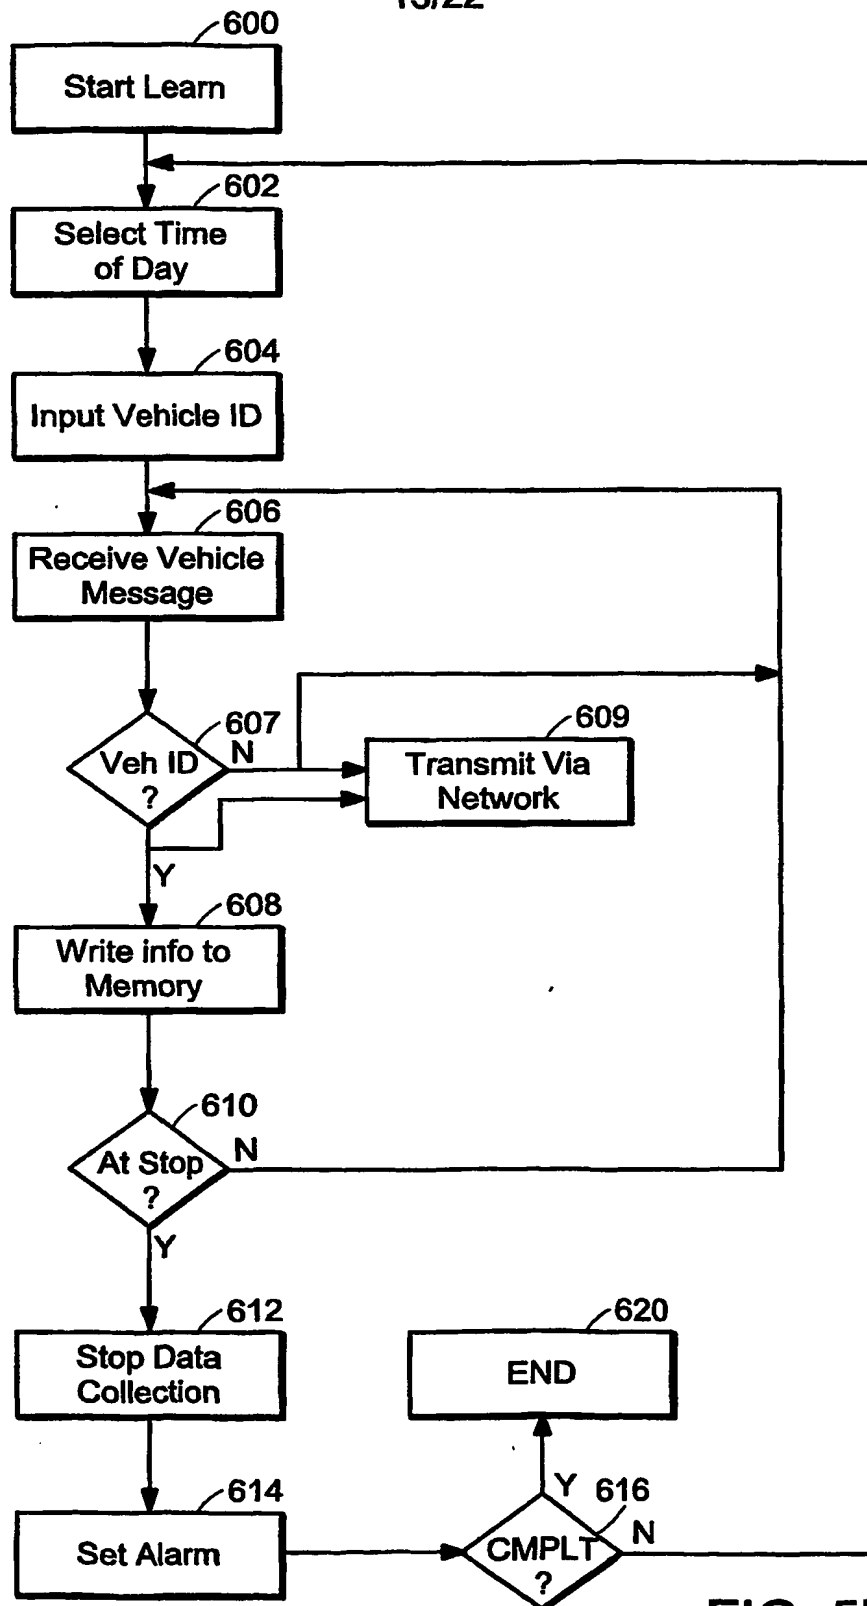 600
Start Learn
602
Select Time
of Day
604
Input Vehicle ID
606
Receive Vehicle
Message
607
Veh ID
?
N
Y
609
Transmit Via
Network
608
Write info to
Memory
610
At Stop
?
N
Y
612
Stop Data
Collection
614
Set Alarm
616
CMPLT
?
Y
N
620
END